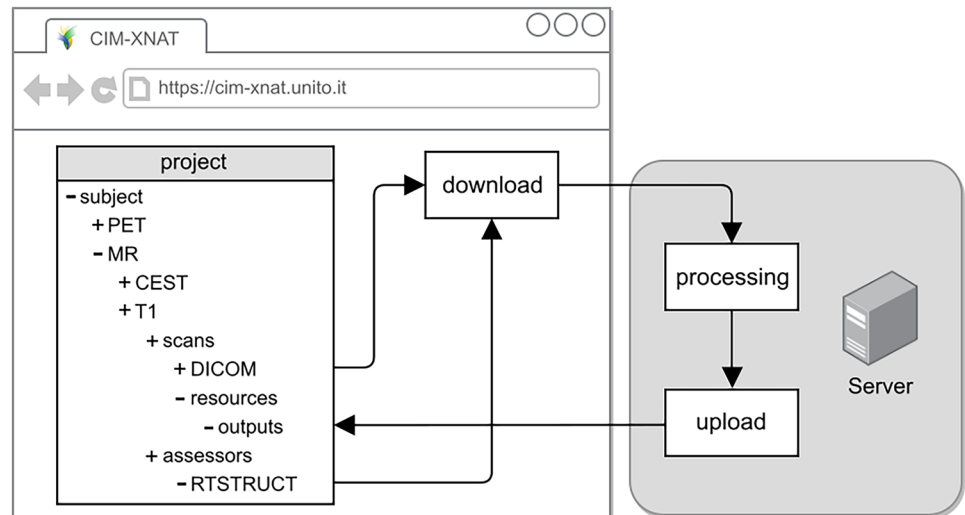 CIM-XNAT
https://cim-xnat.unito.it
project
- subject
+ PET
- MR
+ CEST
+ T1
+ scans
+ DICOM
- resources
- outputs
+ assessors
- RTSTRUCT
download
processing
upload
Server